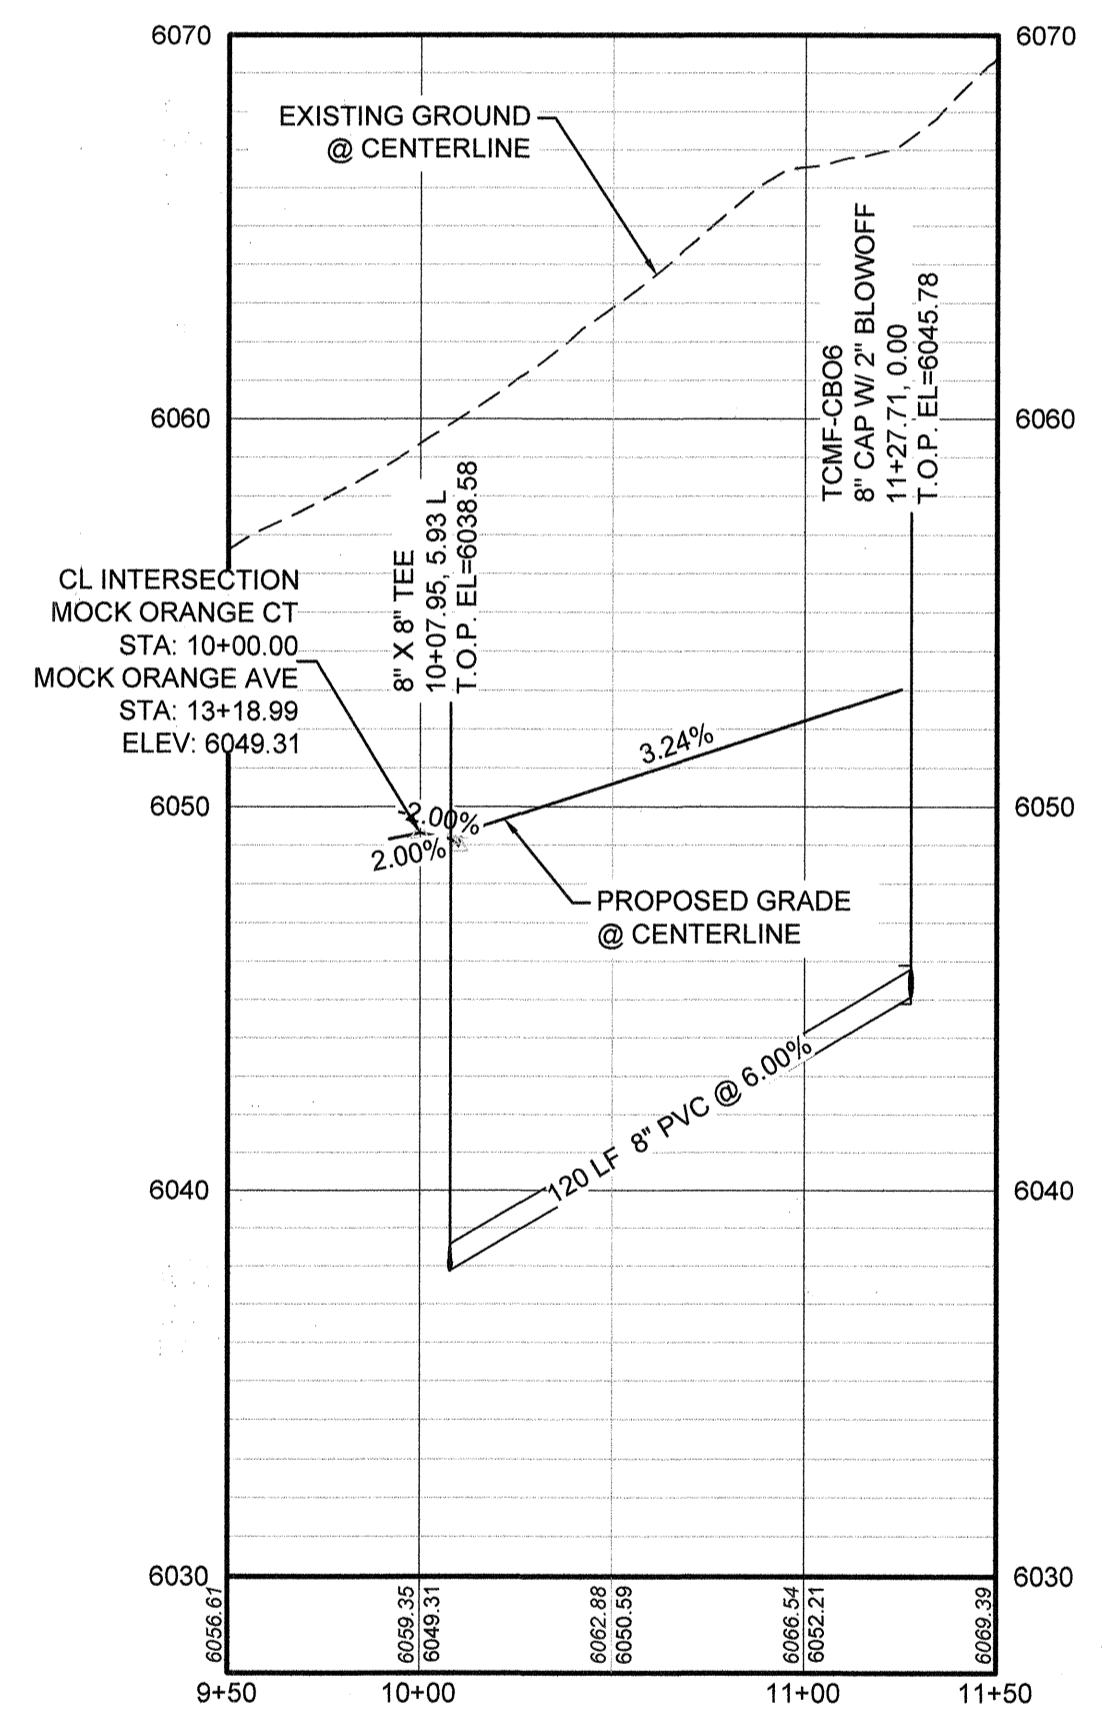 6070
6070
EXISTING GROUND
@ CENTERLINE
TCMF-CBO6
8" CAP W/ 2" BLOWOFF
11+27.71, 0.00
T.O.P. EL=6045.78
6060
6060
8" X 8" TEE
10+07.95, 5.93 L
T.O.P. EL=6038.58
CL INTERSECTION
MOCK ORANGE CT
STA: 10+00.00
MOCK ORANGE AVE
STA: 13+18.99
ELEV: 6049.31
3.24%
6050
6050
-2.00%
2.00%
PROPOSED GRADE
@ CENTERLINE
120 LF 8" PVC @ 6.00%
6040
6040
6030
6030
6056.61
6059.35
6049.31
6062.88
6050.59
6066.54
6052.21
6069.39
9+50
10+00
11+00
11+50